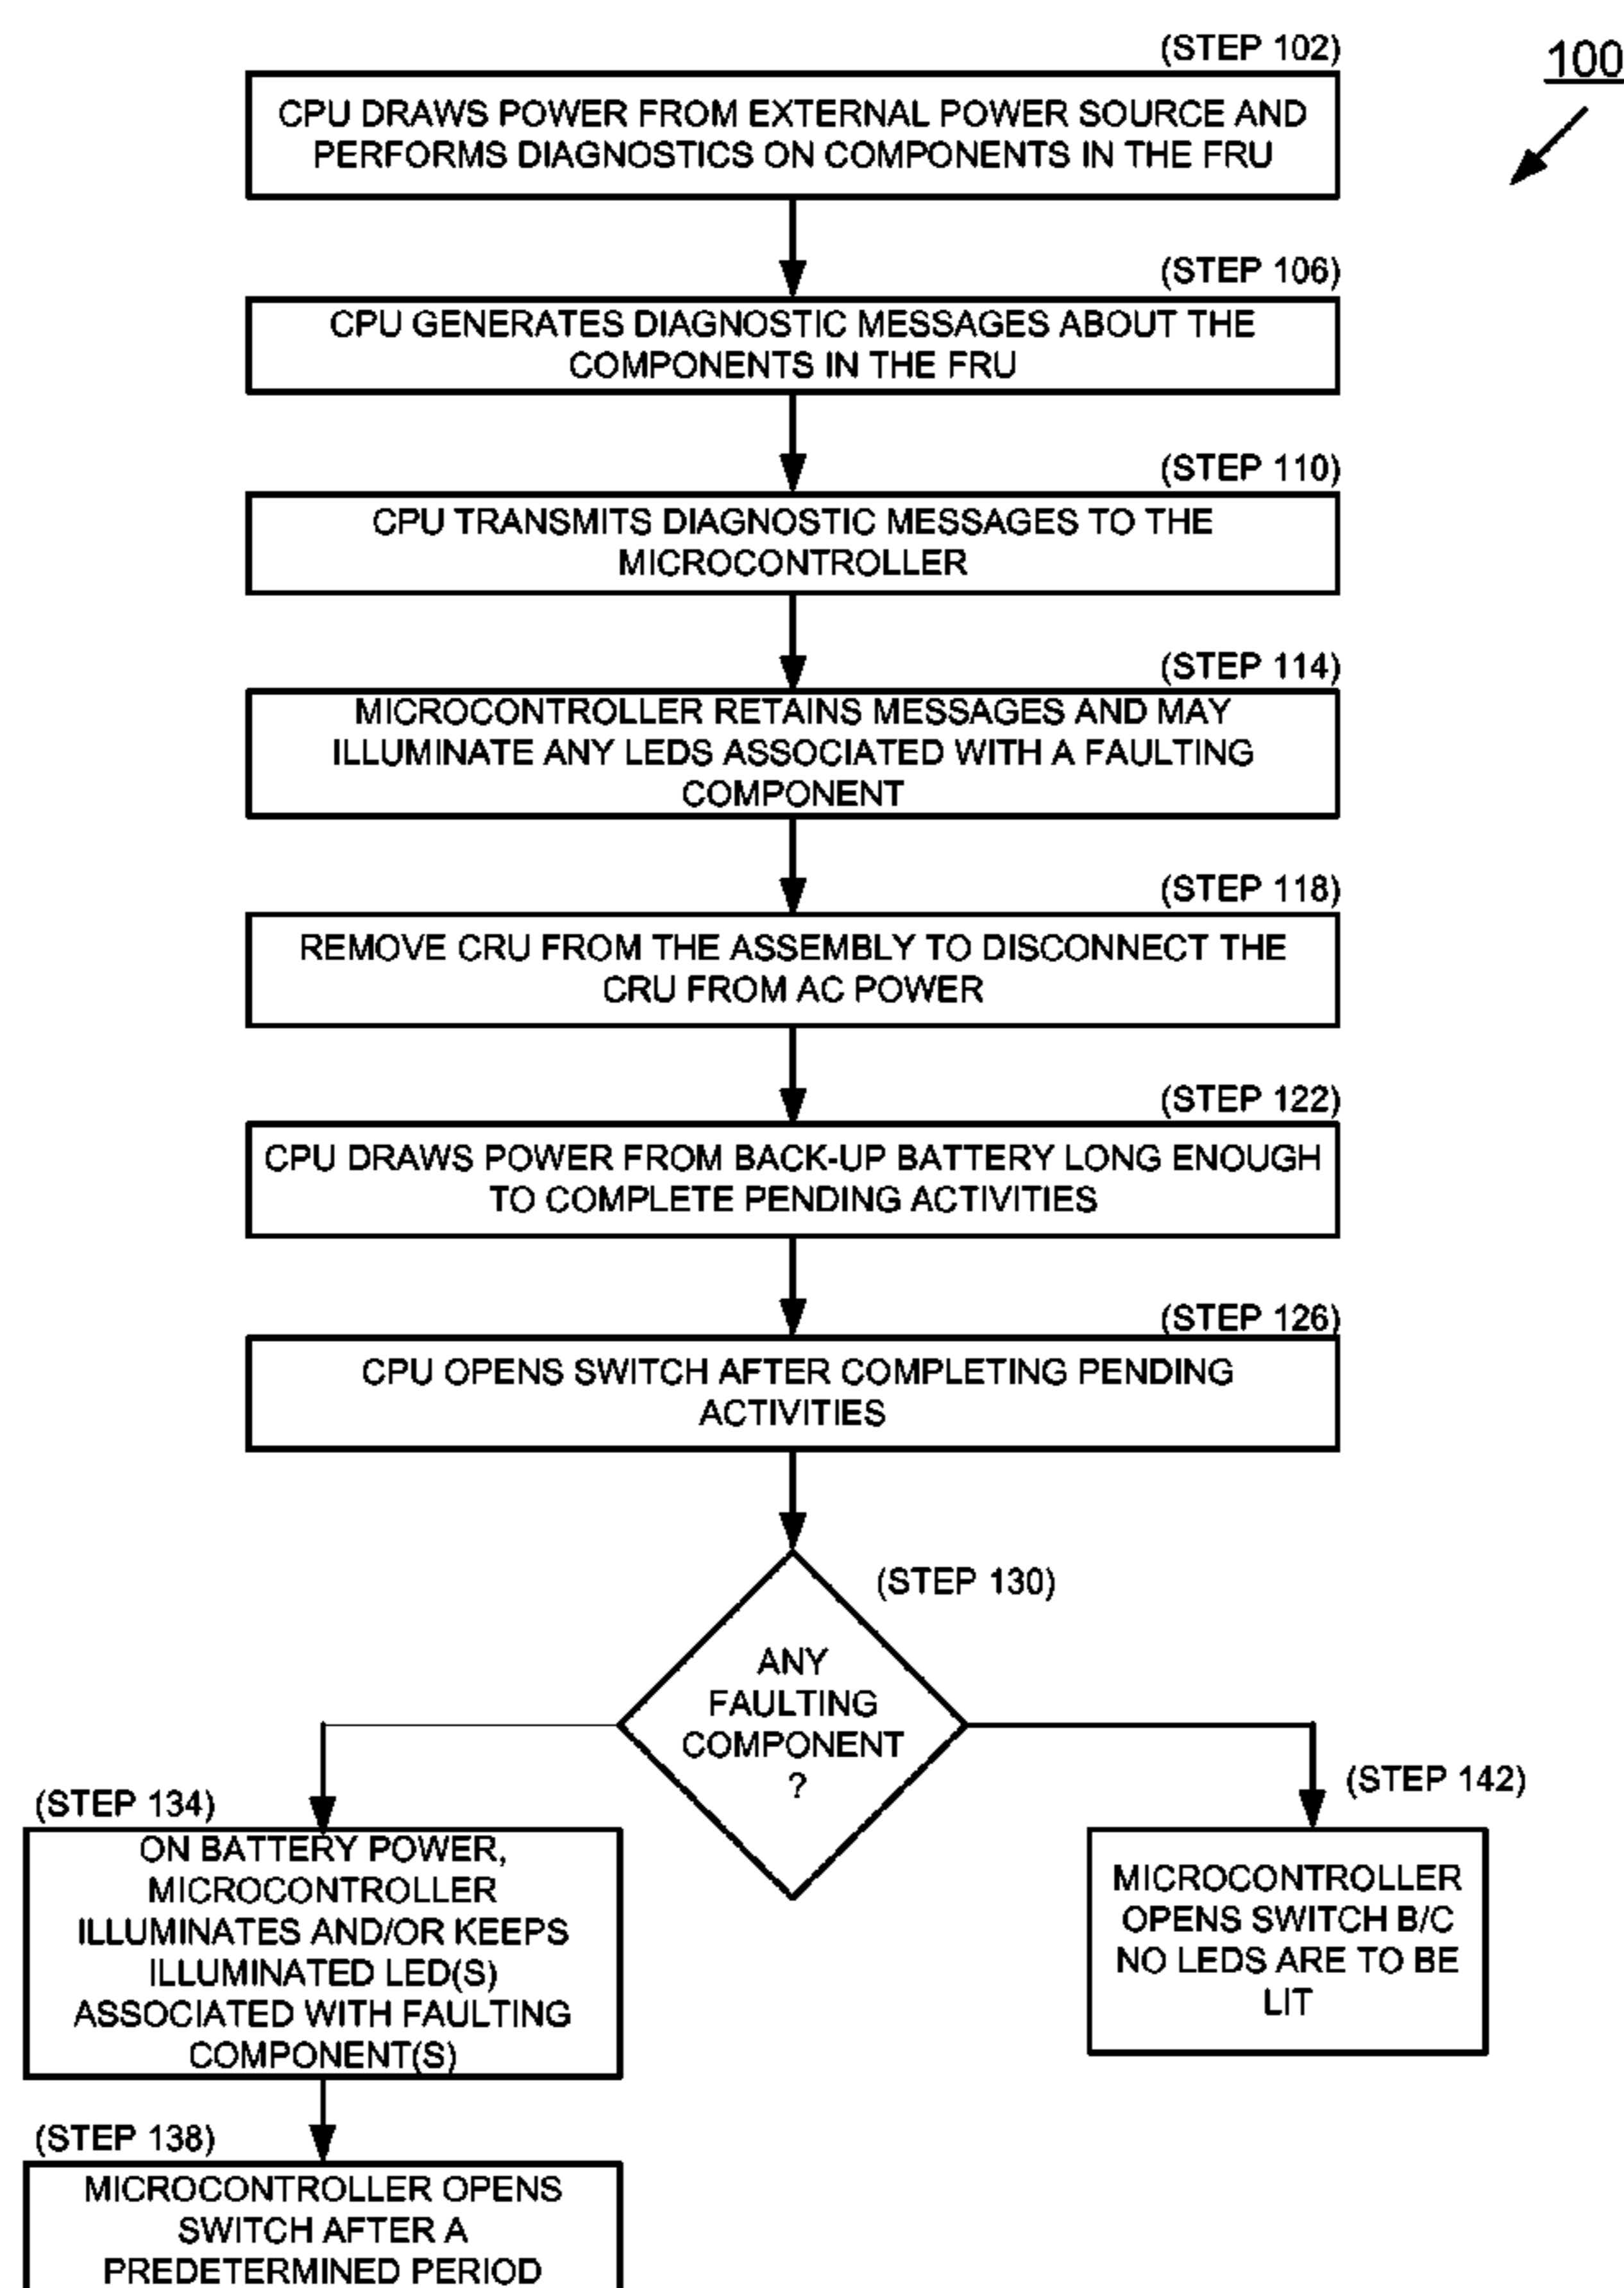 100
(STEP 102)
CPU DRAWS POWER FROM EXTERNAL POWER SOURCE AND
PERFORMS DIAGNOSTICS ON COMPONENTS IN THE FRU
(STEP 106)
CPU GENERATES DIAGNOSTIC MESSAGES ABOUT THE
COMPONENTS IN THE FRU
(STEP 110)
CPU TRANSMITS DIAGNOSTIC MESSAGES TO THE
MICROCONTROLLER
(STEP 114)
MICROCONTROLLER RETAINS MESSAGES AND MAY
ILLUMINATE ANY LEDS ASSOCIATED WITH A FAULTING
COMPONENT
(STEP 118)
REMOVE CRU FROM THE ASSEMBLY TO DISCONNECT THE
CRU FROM AC POWER
(STEP 122)
CPU DRAWS POWER FROM BACK-UP BATTERY LONG ENOUGH
TO COMPLETE PENDING ACTIVITIES
(STEP 126)
CPU OPENS SWITCH AFTER COMPLETING PENDING
ACTIVITIES
(STEP 130)
ANY
FAULTING
COMPONENT
?
(STEP 134)
ON BATTERY POWER,
MICROCONTROLLER
ILLUMINATES AND/OR KEEPS
ILLUMINATED LED(S)
ASSOCIATED WITH FAULTING
COMPONENT(S)
(STEP 142)
MICROCONTROLLER
OPENS SWITCH B/C
NO LEDS ARE TO BE
LIT
(STEP 138)
MICROCONTROLLER OPENS
SWITCH AFTER A
PREDETERMINED PERIOD